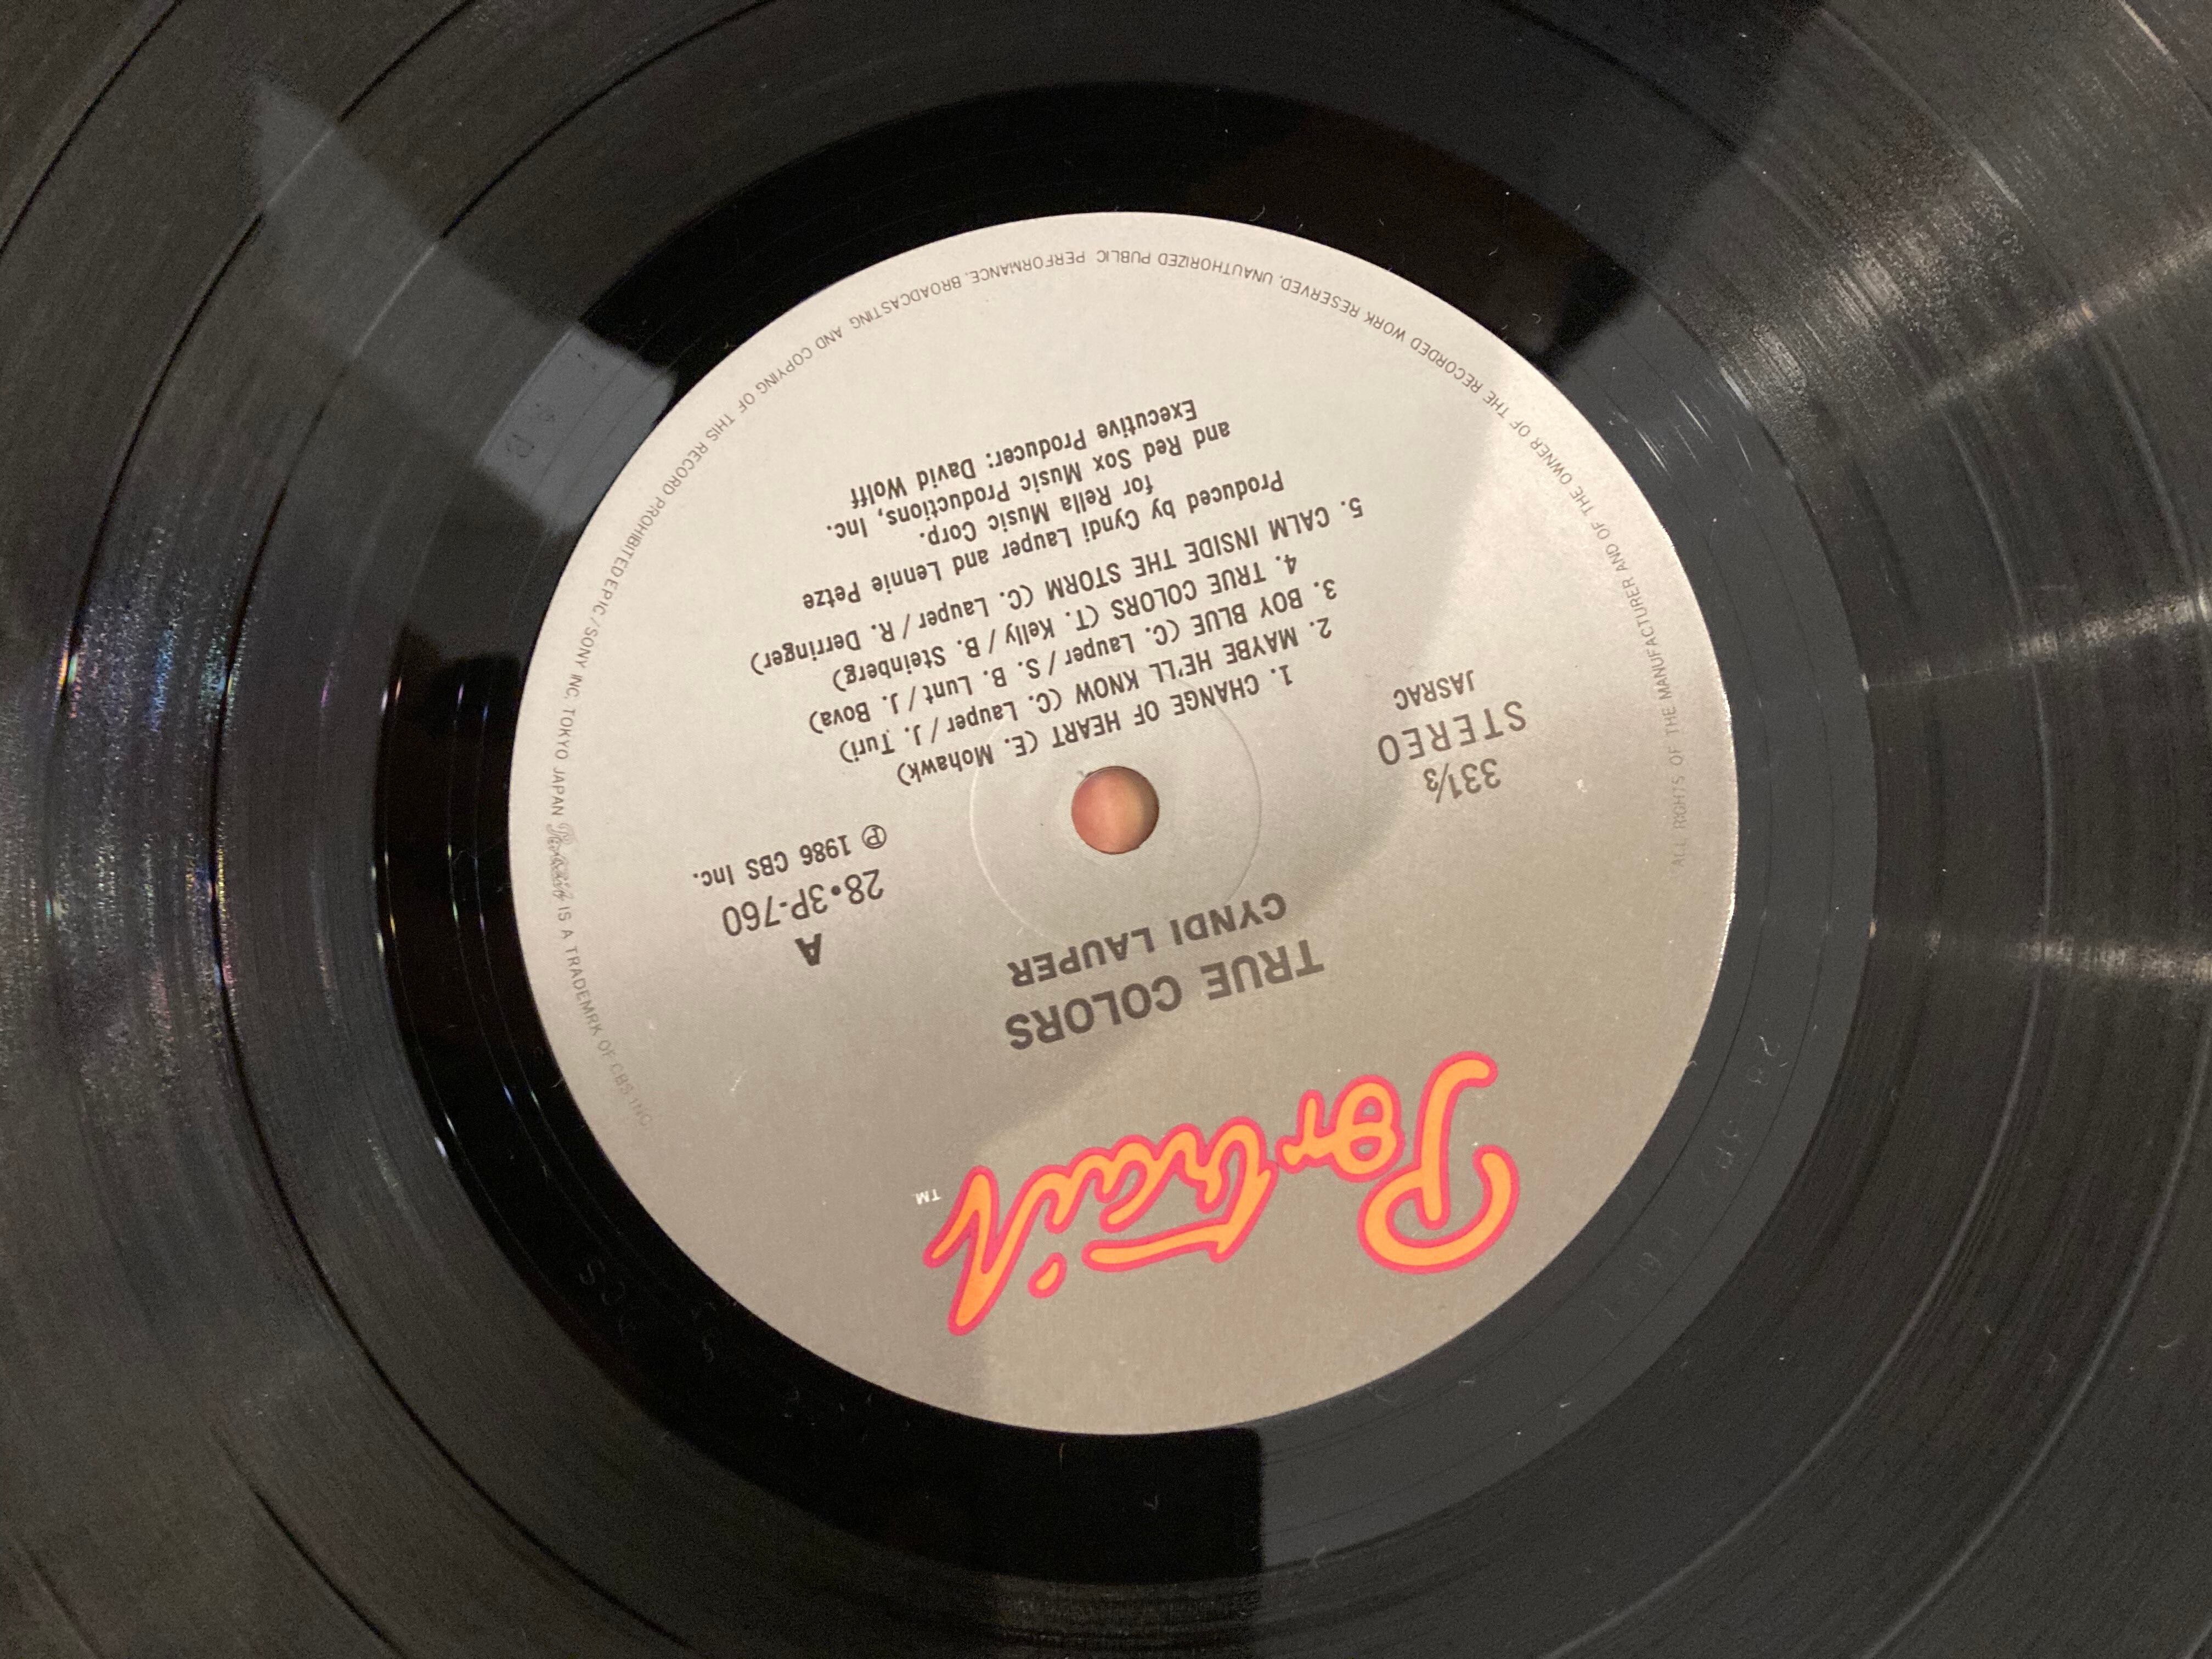 Portrait
TM
TRUE COLORS
CYNDI LAUPER
A
28•3P-760
℗ 1986 CBS Inc.
33⅓
STEREO
JASRAC
1. CHANGE OF HEART (E. Mohawk)
2. MAYBE HE'LL KNOW (C. Lauper / J. Turi)
3. BOY BLUE (C. Lauper / S. B. Lunt / J. Bova)
4. TRUE COLORS (T. Kelly / B. Steinberg)
5. CALM INSIDE THE STORM (C. Lauper / R. Derringer)
Produced by Cyndi Lauper and Lennie Petze
for Rella Music Corp.
and Red Sox Music Productions, Inc.
Executive Producer: David Wolff
ALL RIGHTS OF THE MANUFACTURER AND OF THE OWNER OF THE RECORDED WORK RESERVED. UNAUTHORIZED PUBLIC PERFORMANCE. BROADCASTING AND COPYING OF THIS RECORD PROHIBITED EPIC/SONY INC. TOKYO JAPAN Portrait IS A TRADEMRK OF CBS INC.